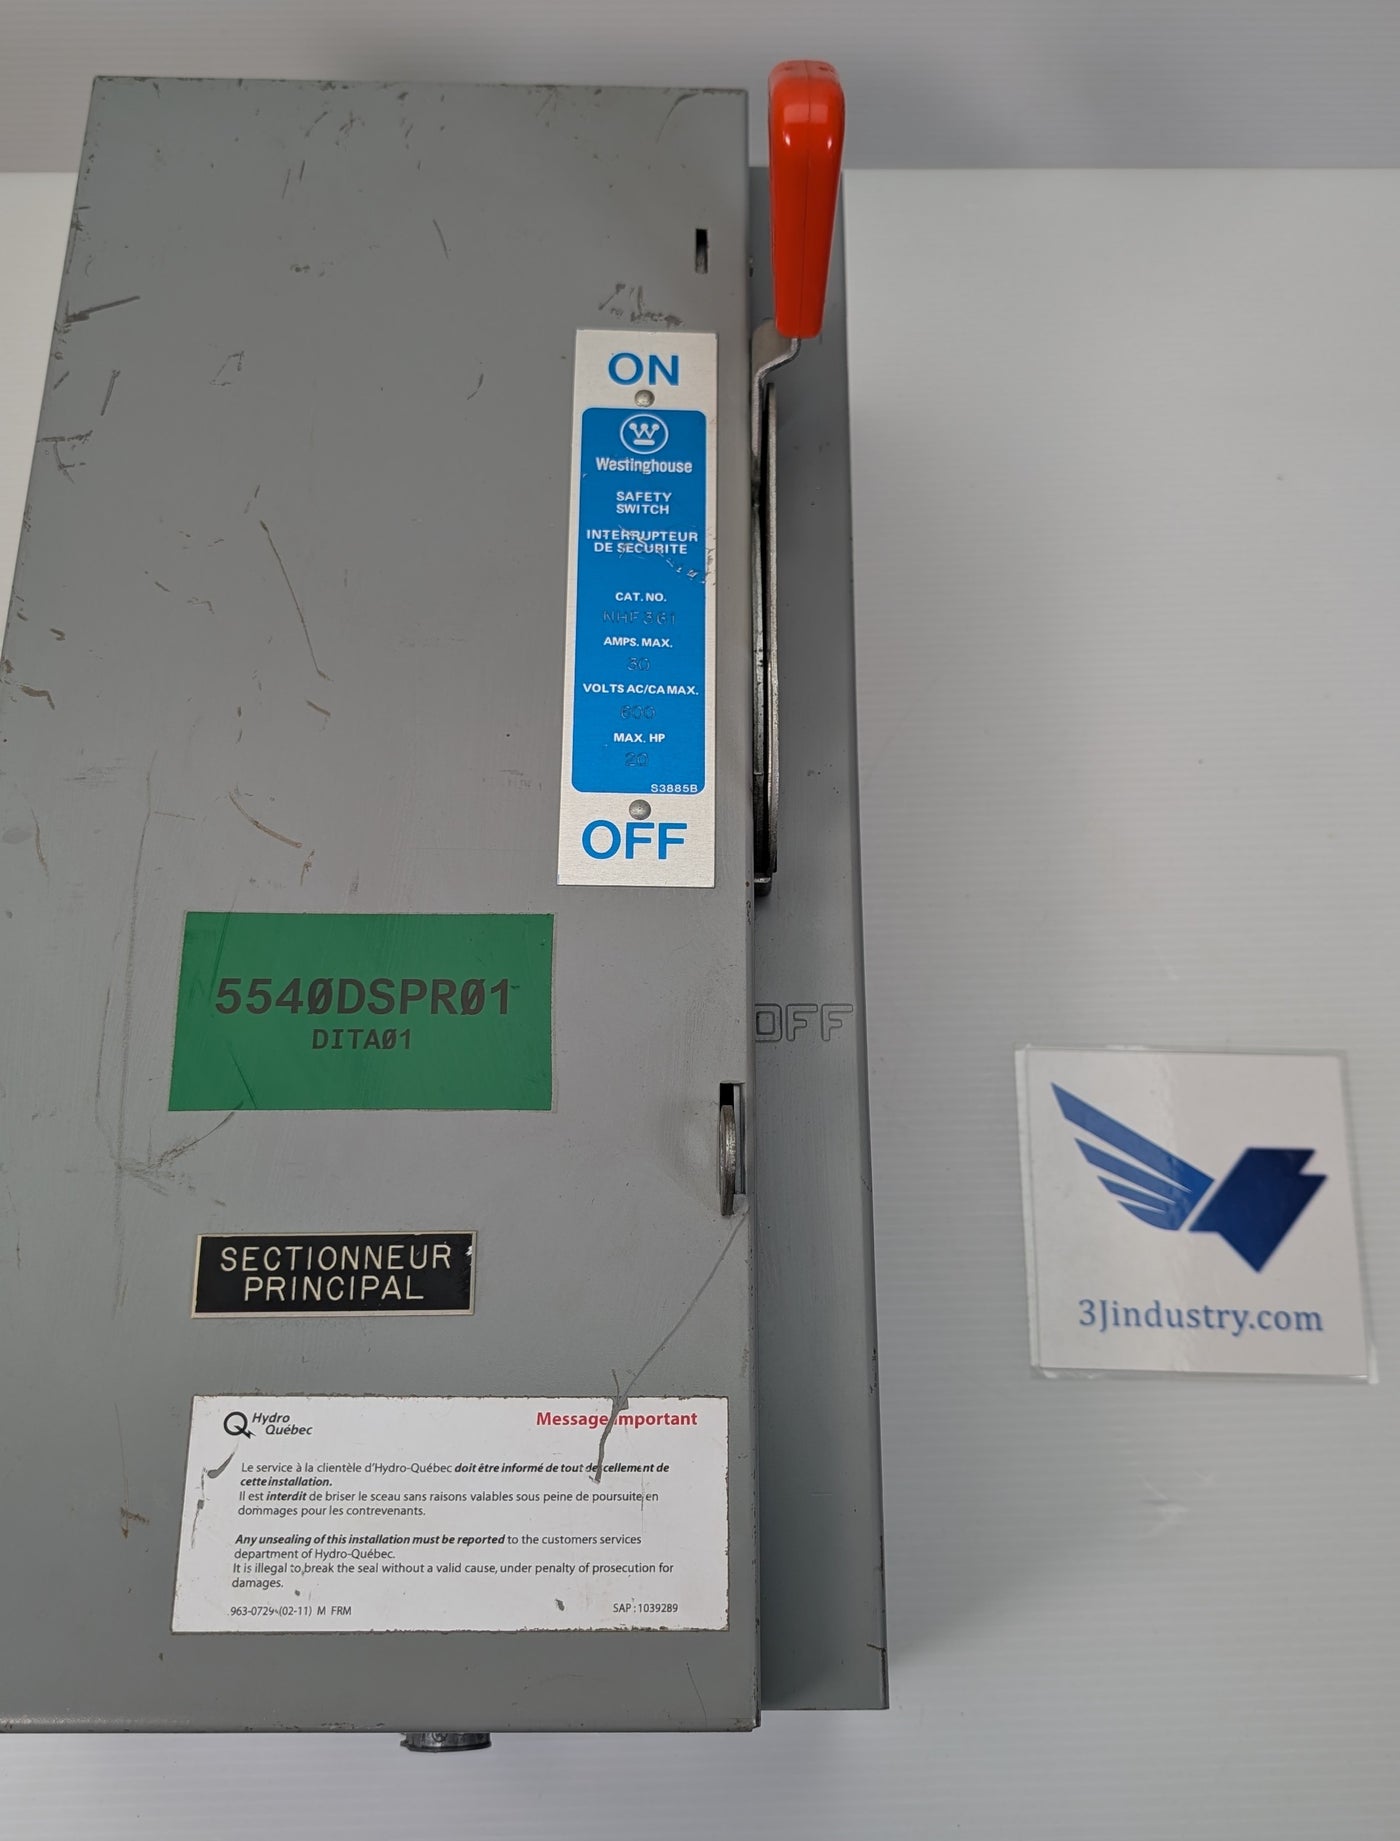 ON
W
Westinghouse
SAFETY
SWITCH
INTERRUPTEUR
DE SECURITE
CAT. NO.
NHF361
AMPS. MAX.
30
VOLTS AC/CA MAX.
600
MAX. HP
20
S3885B
OFF
554ØDSPRØ1
DITAØ1
OFF
SECTIONNEUR
PRINCIPAL
3Jindustry.com
Hydro
Québec
Message important
Le service à la clientèle d'Hydro-Québec doit être informé de tout descellement de
cette installation.
Il est interdit de briser le sceau sans raisons valables sous peine de poursuite en
dommages pour les contrevenants.
Any unsealing of this installation must be reported to the customers services
department of Hydro-Québec.
It is illegal to break the seal without a valid cause, under penalty of prosecution for
damages.
963-0729 (02-11) M FRM
SAP : 1039289